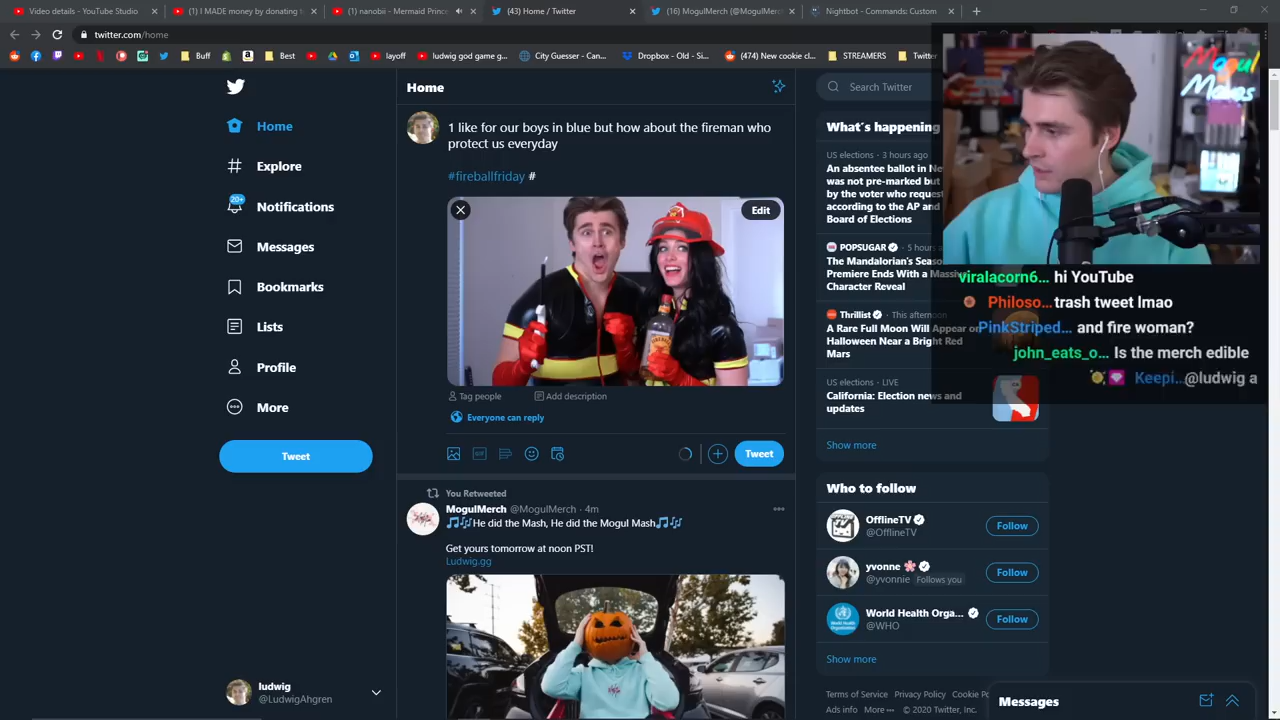 Video details - YouTube Studio
(1) I MADE money by donating t
(1) nanobii - Mermaid Princ
(43) Home / Twitter
(16) MogulMerch (@MogulMerch
Nightbot - Commands: Custom
twitter.com/home
Buff
Best
layoff
ludwig god game g...
City Guesser - Can...
Dropbox - Old - Si...
(474) New cookie cl...
STREAMERS
Twitter
Home
Explore
20+
Notifications
Messages
Bookmarks
Lists
Profile
More
Tweet
ludwig
@LudwigAhgren
Home
1 like for our boys in blue but how about the fireman who
protect us everyday
#fireballfriday #
Edit
Tag people
Add description
Everyone can reply
GIF
Tweet
You Retweeted
MogulMerch @MogulMerch · 4m
🎵🎶He did the Mash, He did the Mogul Mash🎵🎶
Get yours tomorrow at noon PST!
Ludwig.gg
Search Twitter
What's happening
US elections · 3 hours ago
An absentee ballot in Ne
was not pre-marked but
by the voter who reques
according to the AP and
Board of Elections
POPSUGAR · 5 hours a
The Mandalorian's Seas
Premiere Ends With a Massiv
Character Reveal
Thrillist · This afternoon
A Rare Full Moon Will Appear on
Halloween Near a Bright Red
Mars
US elections · LIVE
California: Election news and
updates
Show more
Who to follow
OfflineTV
@OfflineTV
Follow
yvonne
@yvonnie Follows you
Follow
World Health Orga...
@WHO
Follow
Show more
Terms of Service Privacy Policy Cookie Po
Ads info More ••• © 2020 Twitter, Inc.
Mogul
Moves
viralacorn6... hi YouTube
Philoso... trash tweet lmao
PinkStriped... and fire woman?
john_eats_o... Is the merch edible
Keepi... @ludwig a
Messages